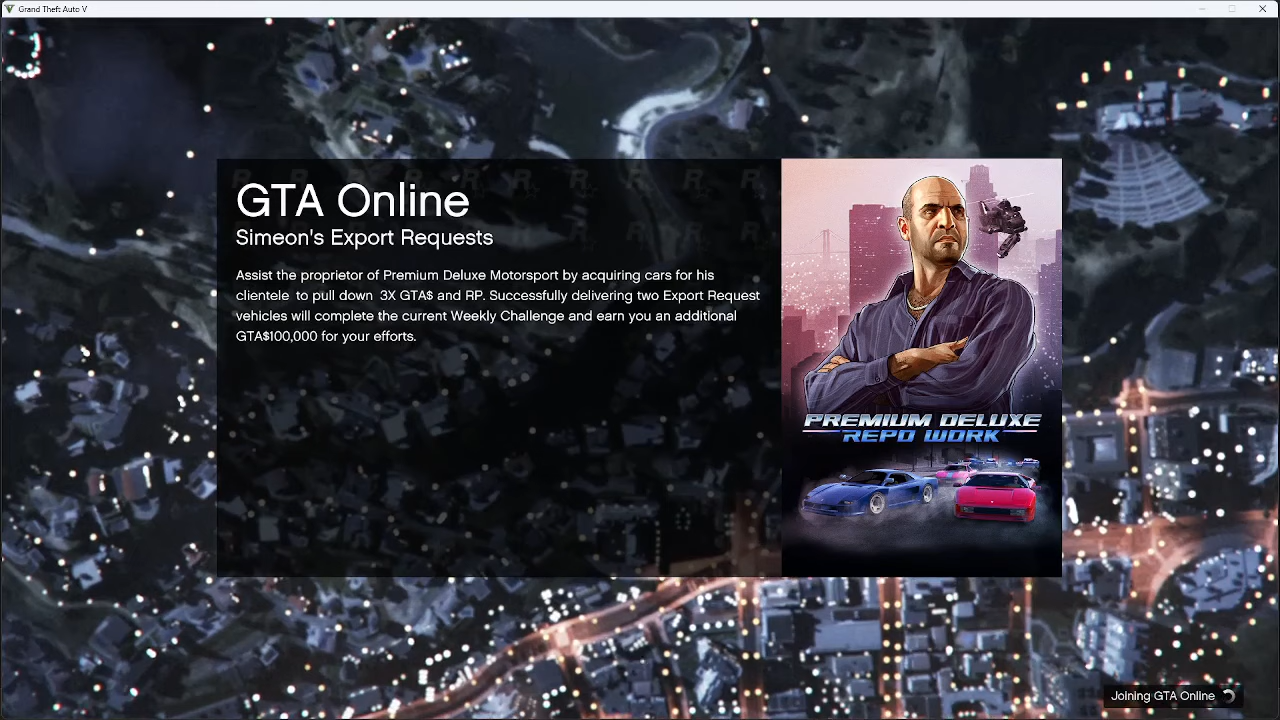 Grand Theft Auto V
GTA Online
Simeon's Export Requests
Assist the proprietor of Premium Deluxe Motorsport by acquiring cars for his
clientele to pull down 3X GTA$ and RP. Successfully delivering two Export Request
vehicles will complete the current Weekly Challenge and earn you an additional
GTA$100,000 for your efforts.
PREMIUM DELUXE
REPO WORK
Joining GTA Online